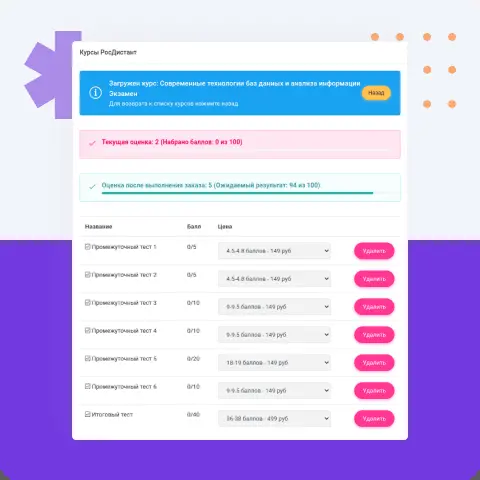 Курсы РосДистант
Загружен курс: Современные технологии баз данных и анализа информации
Экзамен
Для возврата к списку курсов нажмите назад
Назад
Текущая оценка: 2 (Набрано баллов: 0 из 100)
Оценка после выполнения заказа: 5 (Ожидаемый результат: 94 из 100)
Название Балл Цена
Промежуточный тест 1 0/5 4.5-4.8 баллов - 149 руб Удалить
Промежуточный тест 2 0/5 4.5-4.8 баллов - 149 руб Удалить
Промежуточный тест 3 0/10 9-9.5 баллов - 149 руб Удалить
Промежуточный тест 4 0/10 9-9.5 баллов - 149 руб Удалить
Промежуточный тест 5 0/20 18-19 баллов - 149 руб Удалить
Промежуточный тест 6 0/10 9-9.5 баллов - 149 руб Удалить
Итоговый тест 0/40 36-38 баллов - 499 руб Удалить